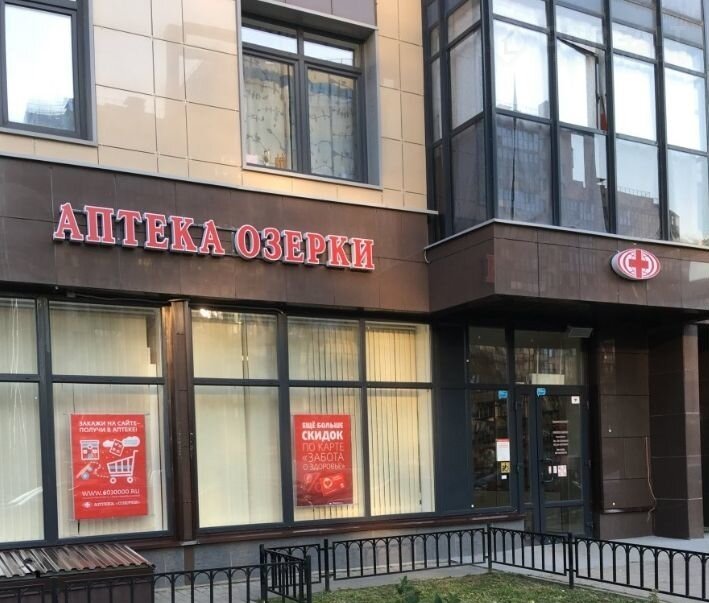 АПТЕКА ОЗЕРКИ
ЗАКАЖИ НА САЙТЕ-
ПОЛУЧИ В АПТЕКЕ!
WWW.6030000.RU
АПТЕКА «ОЗЕРКИ»
ЕЩЁ БОЛЬШЕ
СКИДОК
ПО КАРТЕ
«ЗАБОТА
О ЗДОРОВЬЕ»